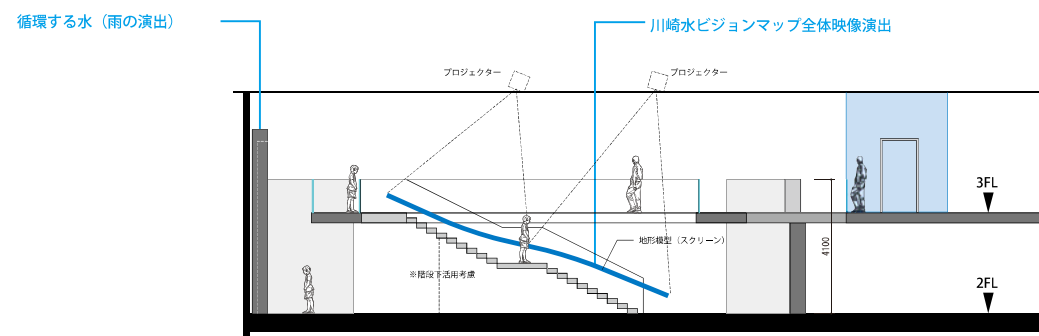 循環する水（雨の演出）
川崎水ビジョンマップ全体映像演出
プロジェクター
プロジェクター
3FL
地形模型（スクリーン）
4100
※階段下活用考慮
2FL